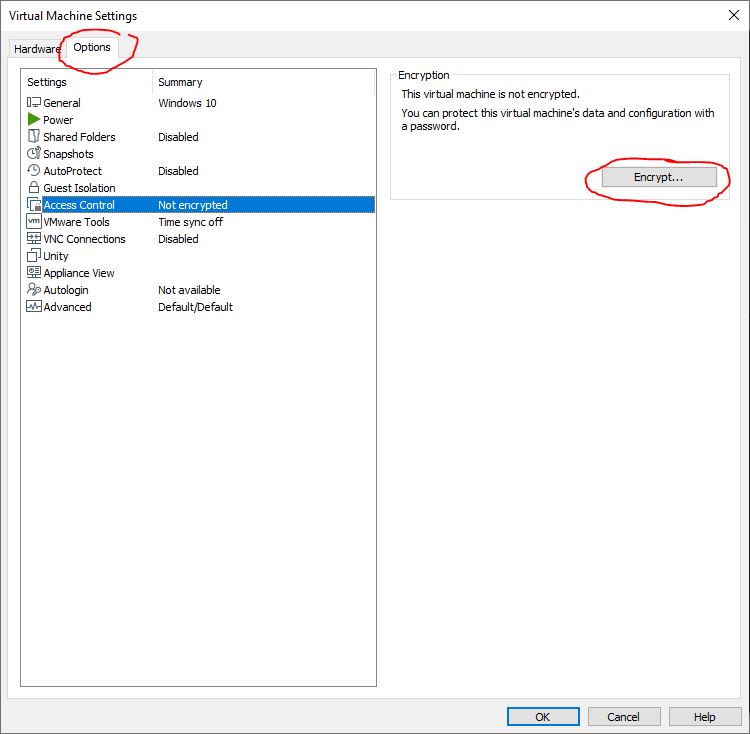 Virtual Machine Settings
Hardware Options
Settings Summary
General Windows 10
Power
Shared Folders Disabled
Snapshots
AutoProtect Disabled
Guest Isolation
Access Control Not encrypted
vm VMware Tools Time sync off
VNC Connections Disabled
Unity
Appliance View
Autologin Not available
Advanced Default/Default
Encryption
This virtual machine is not encrypted.
You can protect this virtual machine's data and configuration with
a password.
Encrypt...
OK Cancel Help